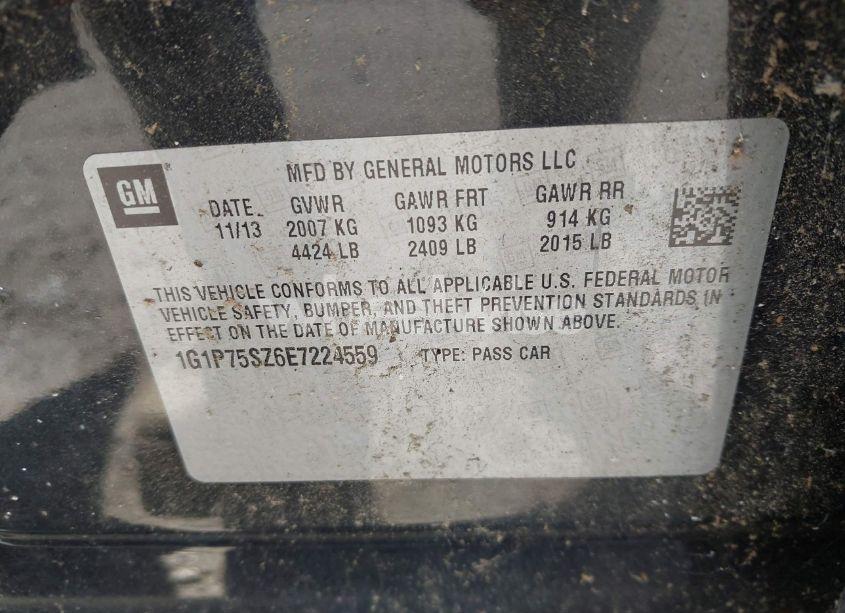 GM
MFD BY GENERAL MOTORS LLC
DATE GVWR GAWR FRT GAWR RR
11/13 2007 KG 1093 KG 914 KG
4424 LB 2409 LB 2015 LB
THIS VEHICLE CONFORMS TO ALL APPLICABLE U.S. FEDERAL MOTOR
VEHICLE SAFETY, BUMPER, AND THEFT PREVENTION STANDARDS IN
EFFECT ON THE DATE OF MANUFACTURE SHOWN ABOVE.
1G1P75SZ6E7224559 TYPE: PASS CAR